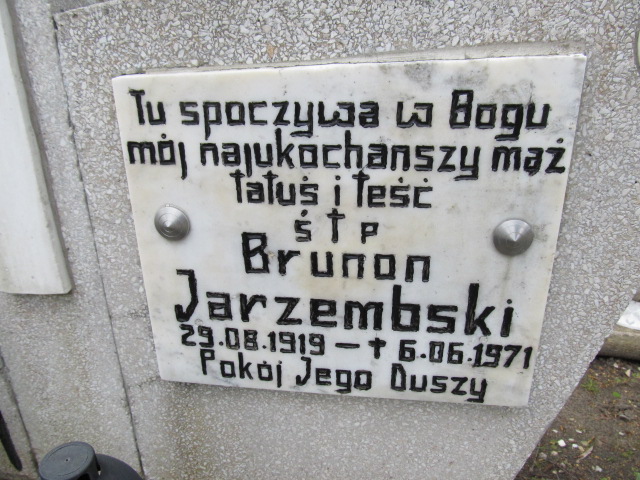 Tu spoczywa w Bogu
mój najukochanszy mąż
tatuś i teść
ś † p
Brunon
Jarzembski
29.08.1919 — † 6.06.1971
Pokój Jego Duszy